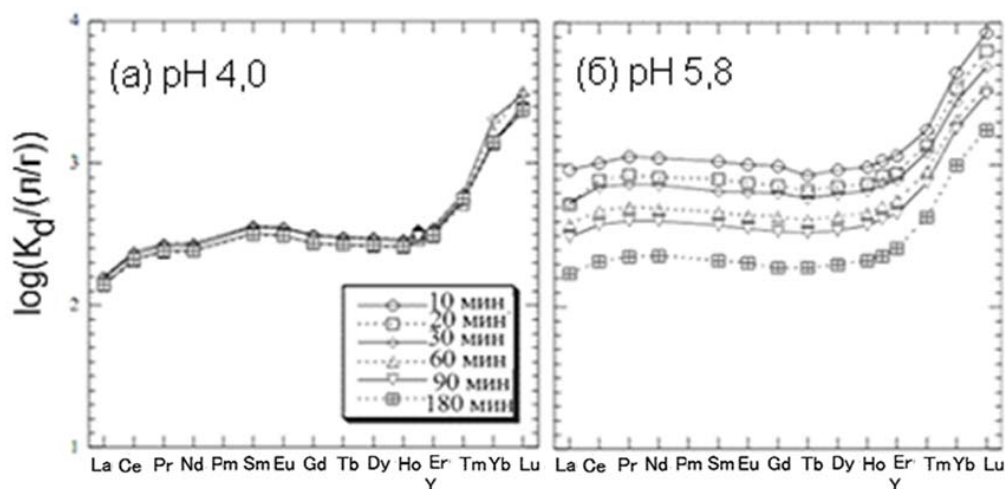 4
3
2
1
log(K_d/(л/г))
(а) pH 4,0
(б) pH 5,8
10 мин
20 мин
30 мин
60 мин
90 мин
180 мин
La Ce Pr Nd Pm Sm Eu Gd Tb Dy Ho Er Tm Yb Lu
Y
La Ce Pr Nd Pm Sm Eu Gd Tb Dy Ho Er Tm Yb Lu
Y